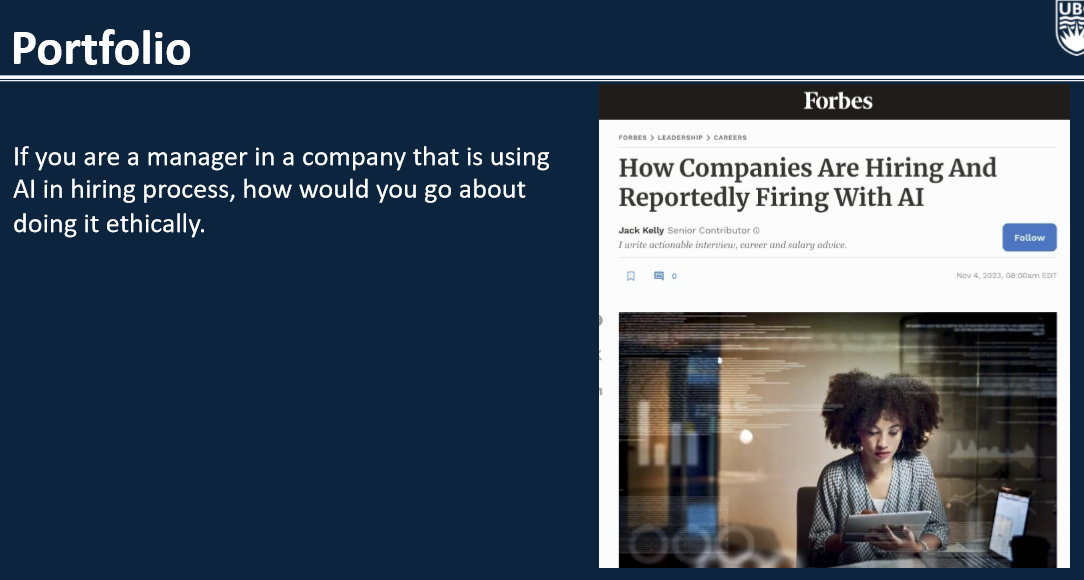 Portfolio
UBC
If you are a manager in a company that is using
AI in hiring process, how would you go about
doing it ethically.
Forbes
FORBES > LEADERSHIP > CAREERS
How Companies Are Hiring And
Reportedly Firing With AI
Jack Kelly Senior Contributor
I write actionable interview, career and salary advice.
Follow
0
Nov 4, 2023, 08:00am EDT